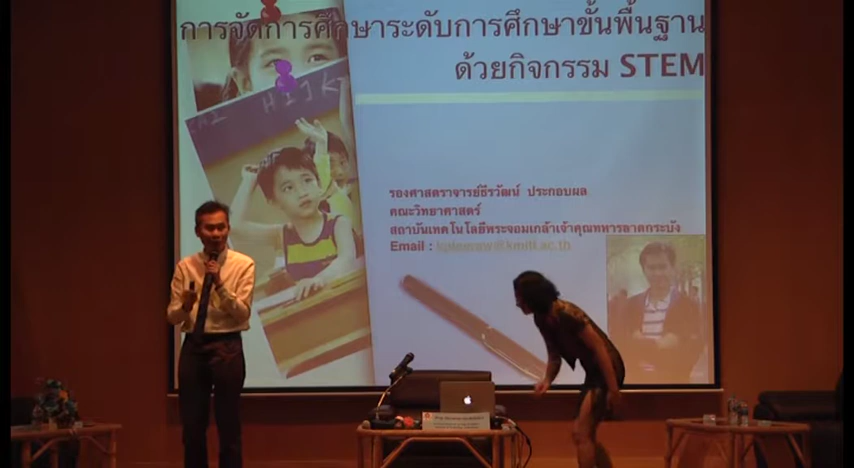 การจัดการศึกษาระดับการศึกษาขั้นพื้นฐาน
ด้วยกิจกรรม STEM
HIJK
รองศาสตราจารย์ธีรวัฒน์ ประกอบผล
คณะวิทยาศาสตร์
สถาบันเทคโนโลยีพระจอมเกล้าเจ้าคุณทหารลาดกระบัง
Email :